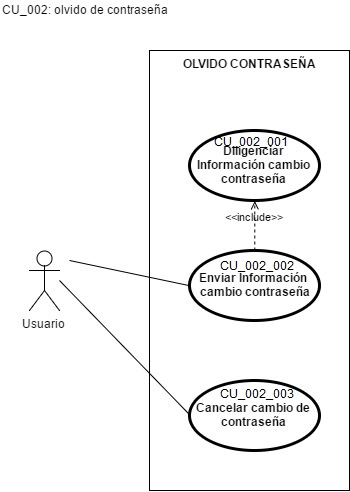 CU_002: olvido de contraseña
OLVIDO CONTRASEÑA
CU_002_001
Diligenciar
Información cambio
contraseña
<<include>>
CU_002_002
Enviar Información
cambio contraseña
Usuario
CU_002_003
Cancelar cambio de
contraseña